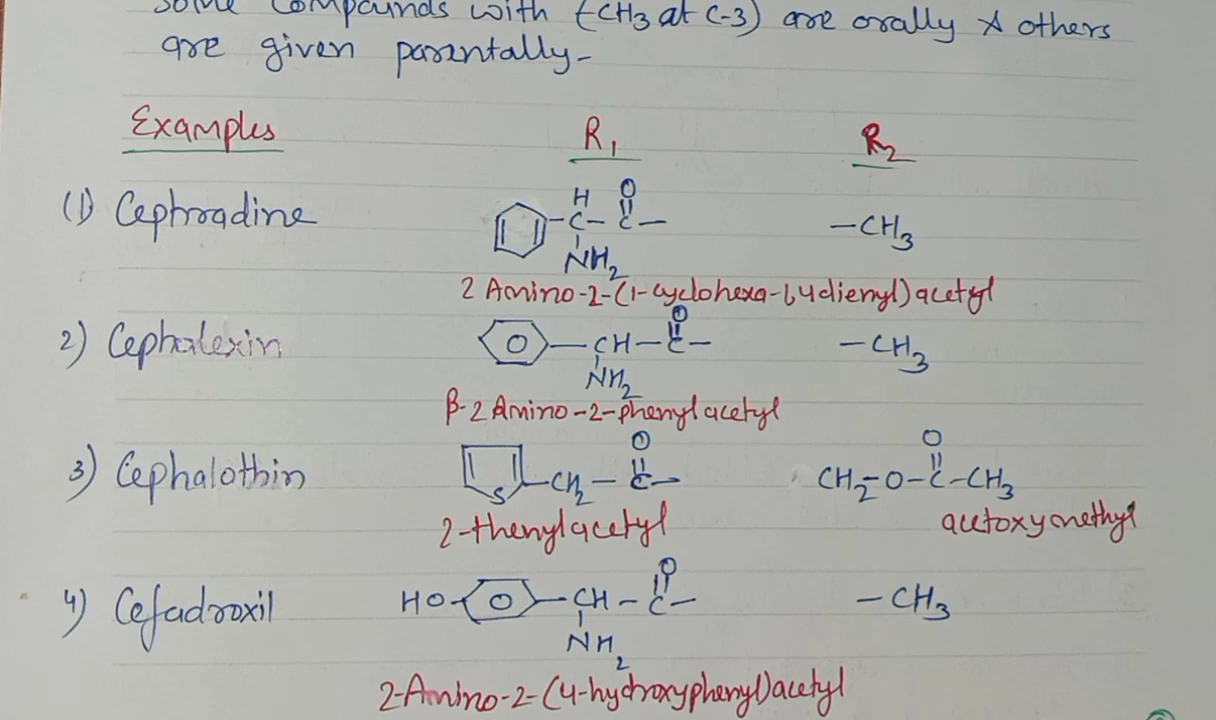 some compounds with (CH3 at C-3) are orally & others
are given parentally-
Examples R1 R2
(1) Cephradine H O
-C-C- -CH3
NH2
2 Amino-2-(1-cyclohexa-1,4dienyl)acetyl
2) Cephalexin O
-CH-C- -CH3
NH2
β-2 Amino-2-phenylacetyl
3) Cephalothin O O
S -CH2-C- CH2-O-C-CH3
2-thenylacetyl acetoxymethyl
4) Cefadroxil O
HO- -CH-C- -CH3
NH2
2-Amino-2-(4-hydroxyphenyl)acetyl